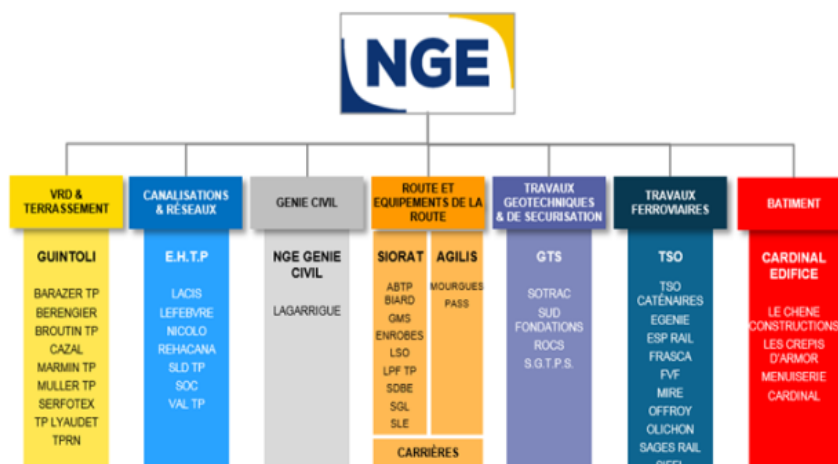 NGE
VRD &
TERRASSEMENT
GUINTOLI
BARAZER TP
BERENGIER
BROUTIN TP
CAZAL
MARMIN TP
MULLER TP
SERFOTEX
TP LYAUDET
TPRN
CANALISATIONS
& RÉSEAUX
E.H.T.P
LACIS
LEFEBVRE
NICOLO
REHACANA
SLD TP
SOC
VAL TP
GENIE CIVIL
NGE GENIE
CIVIL
LAGARRIGUE
ROUTE ET
EQUIPEMENTS DE LA
ROUTE
SIORAT
ABTP
BIARD
GMS
ENROBES
LSO
LPF TP
SDBE
SGL
SLE
AGILIS
MOURGUES
PASS
CARRIÈRES
TRAVAUX
GEOTECHNIQUES
& DE SECURISATION
GTS
SOTRAC
SUD
FONDATIONS
ROCS
S.G.T.P.S.
TRAVAUX
FERROVIAIRES
TSO
TSO
CATÉNAIRES
EGENIE
ESP RAIL
FRASCA
FVF
MIRE
OFFROY
OLICHON
SAGES RAIL
BATIMENT
CARDINAL
EDIFICE
LE CHENE
CONSTRUCTIONS
LES CREPIS
D'ARMOR
MENUISERIE
CARDINAL